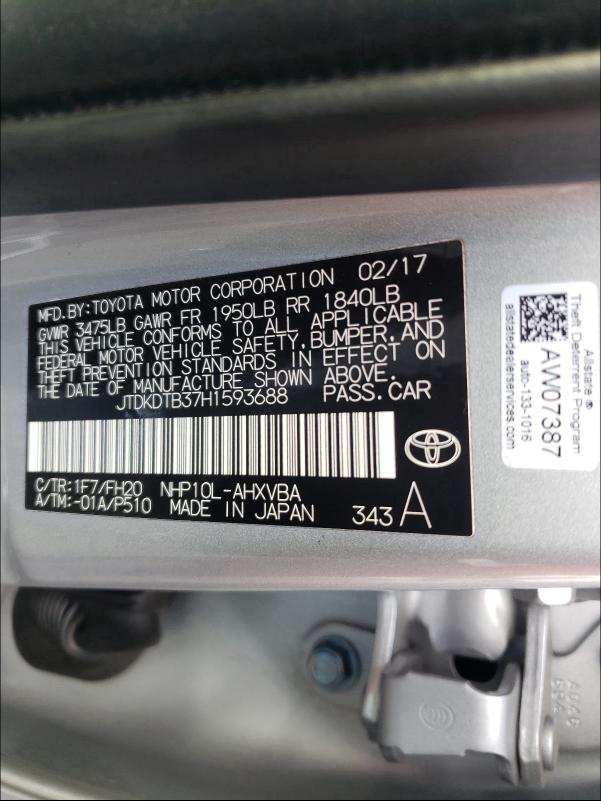 MFD.BY:TOYOTA MOTOR CORPORATION 02/17
GVWR 3475LB GAWR FR 1950LB RR 1840LB
THIS VEHICLE CONFORMS TO ALL APPLICABLE
FEDERAL MOTOR VEHICLE SAFETY,BUMPER,AND
THEFT PREVENTION STANDARDS IN EFFECT ON
THE DATE OF MANUFACTURE SHOWN ABOVE.
JTDKDTB37H1593688 PASS.CAR
C/TR:1F7/FH20 NHP10L-AHXVBA
A/TM:-01A/P510 MADE IN JAPAN 343 A
Allstate ®
Theft Deterrent Program
AW07387
auto-133-1016
allstatedealerservices.com